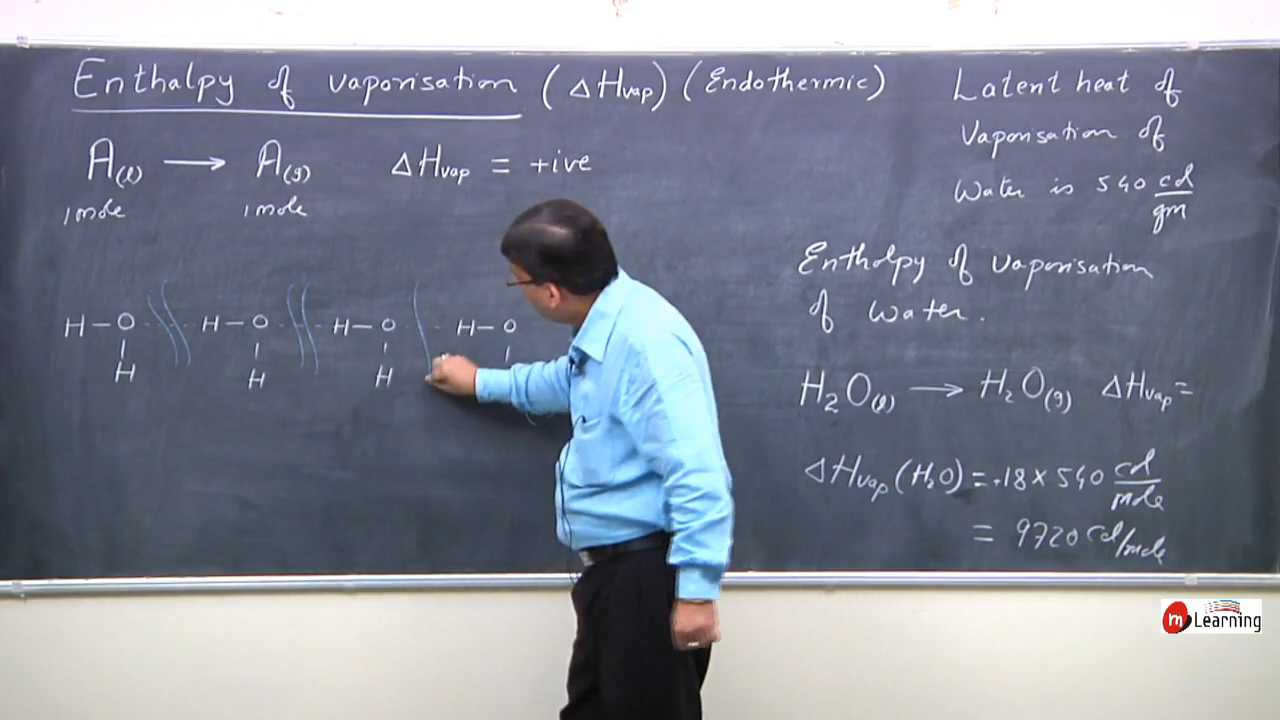 Enthalpy of vaporisation (ΔHvap) (Endothermic)
A(l) → A(g) ΔHvap = +ive
1mole 1mole
H–O H–O H–O H–O
H H H
Latent heat of
Vaporisation of
Water is 540 cal/gm
Enthalpy of vaporisation
of Water.
H2O(l) → H2O(g) ΔHvap =
ΔHvap(H2O) = 18 × 540 cal/mole
= 9720 cal/mole
m Learning